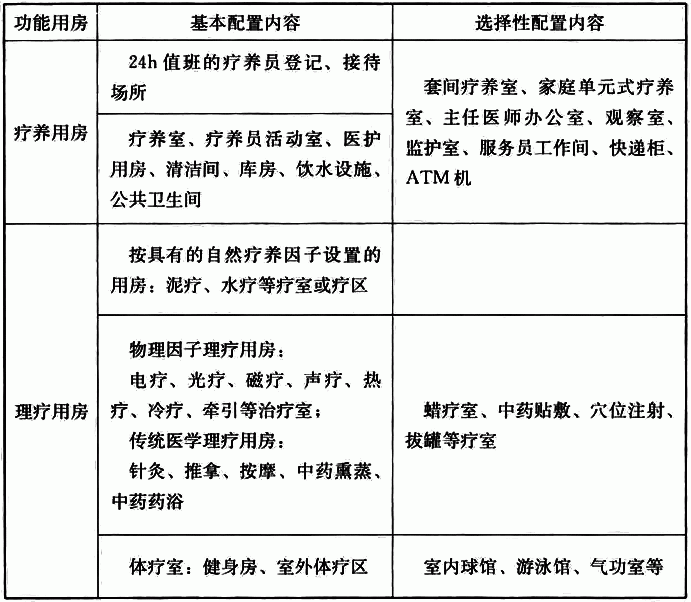 功能用房
基本配置内容
选择性配置内容
疗养用房
24h 值班的疗养员登记、接待
场所
疗养室、疗养员活动室、医护
用房、清洁间、库房、饮水设施、
公共卫生间
套间疗养室、家庭单元式疗养
室、主任医师办公室、观察室、
监护室、服务员工作间、快递柜、
ATM 机
理疗用房
按具有的自然疗养因子设置的
用房：泥疗、水疗等疗室或疗区
物理因子理疗用房：
电疗、光疗、磁疗、声疗、热
疗、冷疗、牵引等治疗室；
传统医学理疗用房：
针灸、推拿、按摩、中药熏蒸、
中药药浴
蜡疗室、中药贴敷、穴位注射、
拔罐等疗室
体疗室：健身房、室外体疗区
室内球馆、游泳馆、气功室等